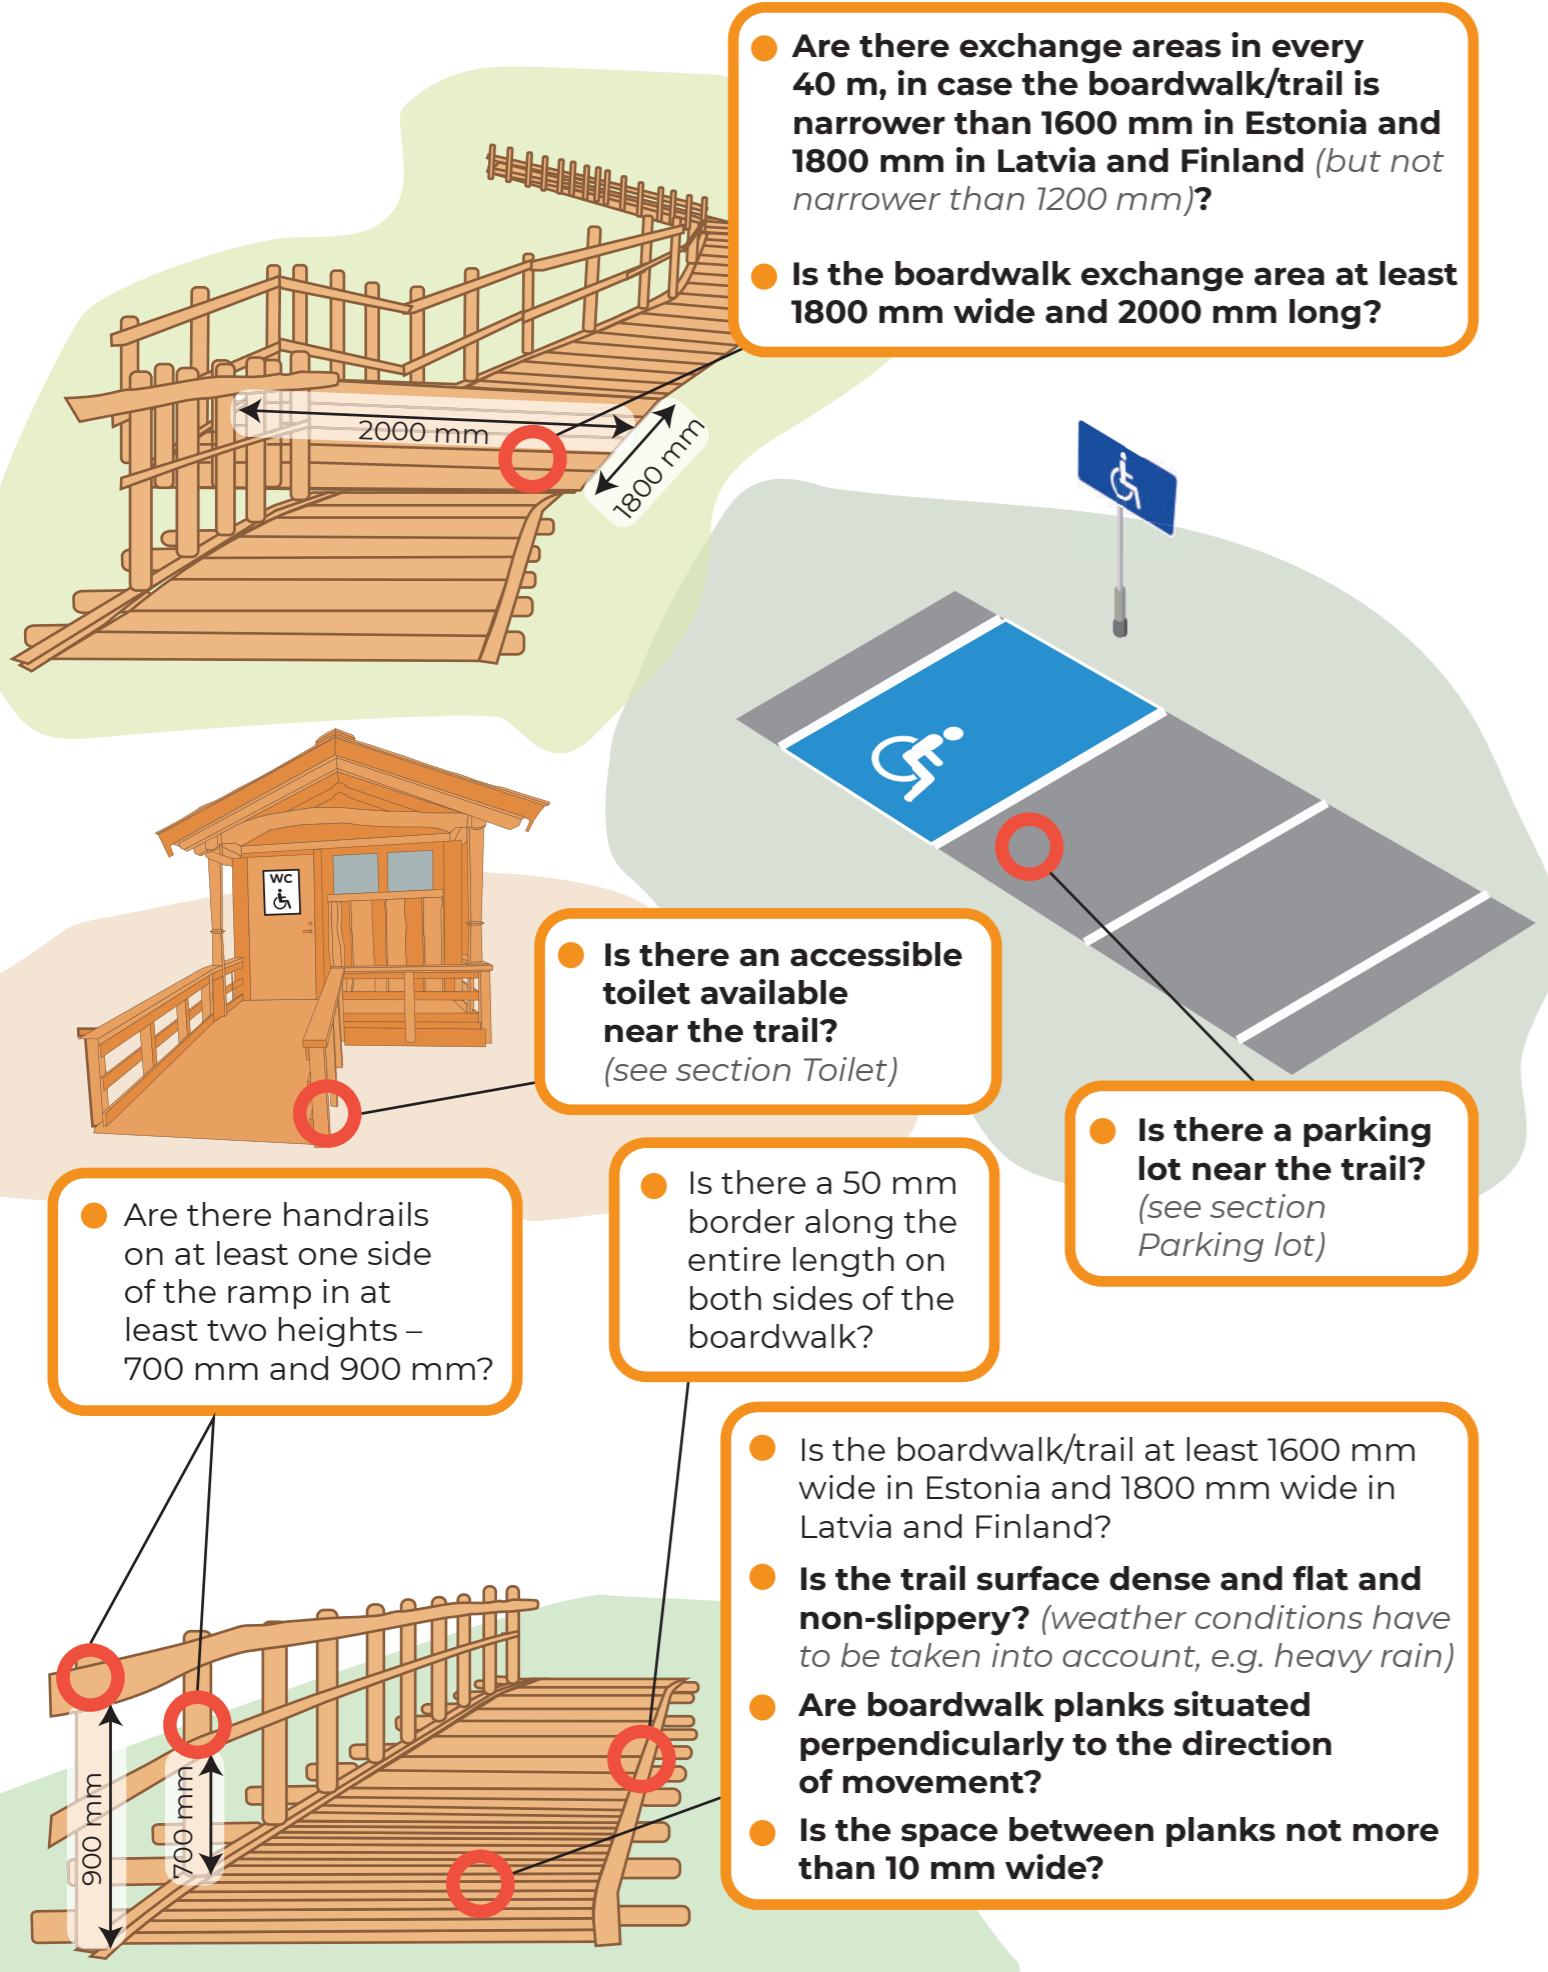 Are there exchange areas in every
40 m, in case the boardwalk/trail is
narrower than 1600 mm in Estonia and
1800 mm in Latvia and Finland (but not
narrower than 1200 mm)?
Is the boardwalk exchange area at least
1800 mm wide and 2000 mm long?
2000 mm
1800 mm
WC
Is there an accessible
toilet available
near the trail?
(see section Toilet)
Is there a parking
lot near the trail?
(see section
Parking lot)
Are there handrails
on at least one side
of the ramp in at
least two heights –
700 mm and 900 mm?
Is there a 50 mm
border along the
entire length on
both sides of the
boardwalk?
Is the boardwalk/trail at least 1600 mm
wide in Estonia and 1800 mm wide in
Latvia and Finland?
Is the trail surface dense and flat and
non-slippery? (weather conditions have
to be taken into account, e.g. heavy rain)
Are boardwalk planks situated
perpendicularly to the direction
of movement?
Is the space between planks not more
than 10 mm wide?
900 mm
700 mm